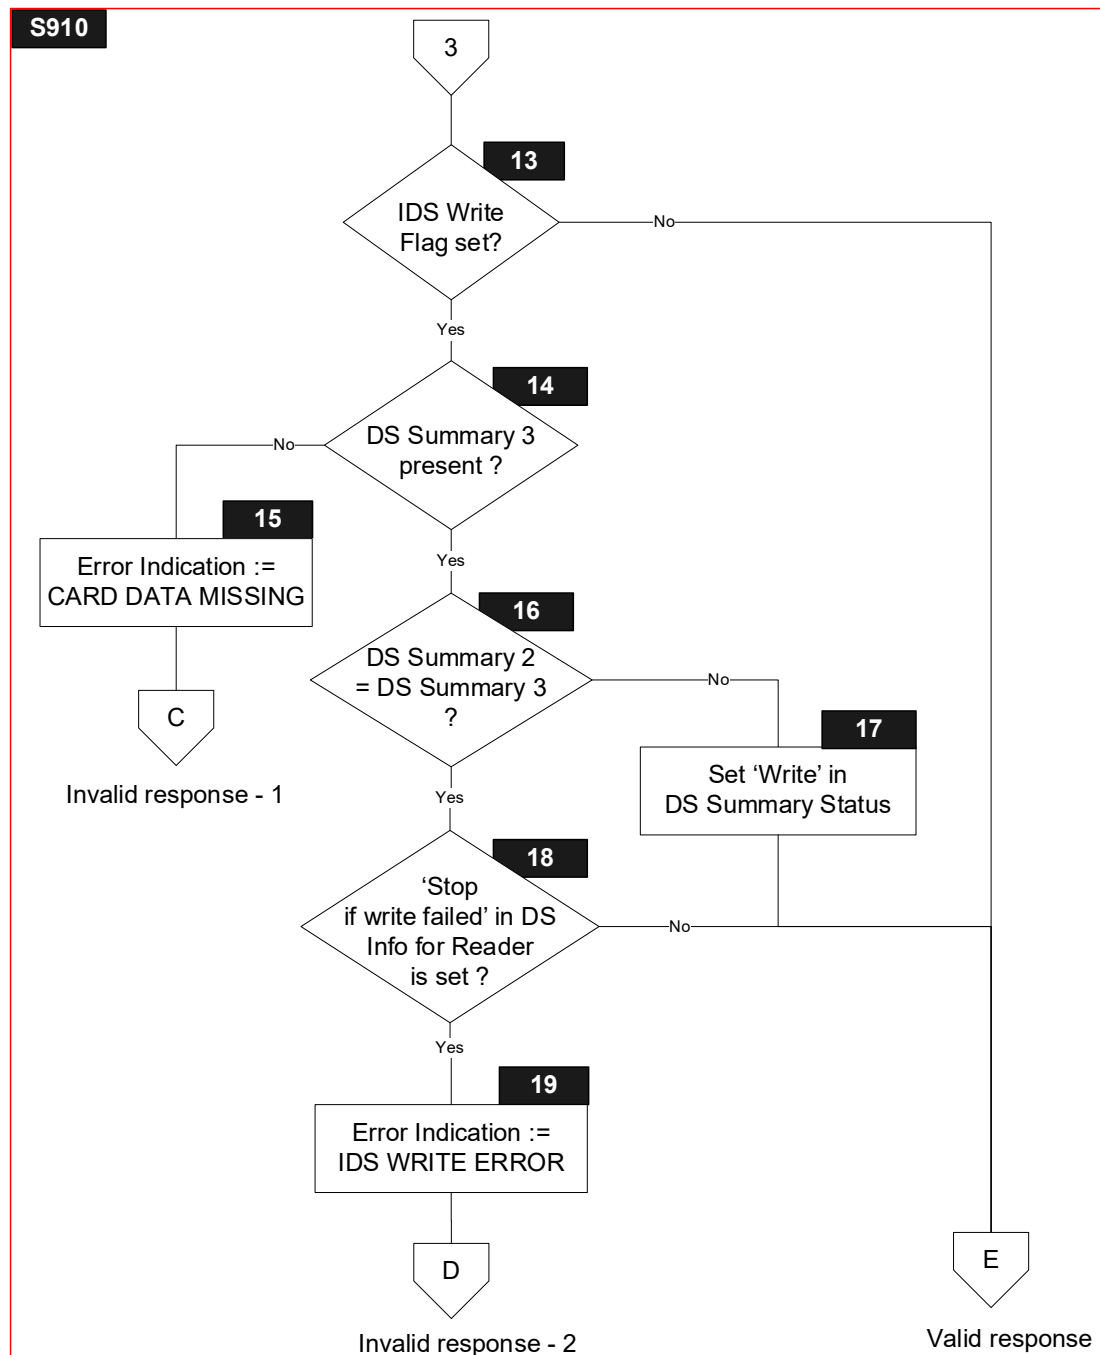 S910
3
13
IDS Write
Flag set?
No
Yes
14
DS Summary 3
present ?
No
Yes
15
Error Indication :=
CARD DATA MISSING
C
Invalid response - 1
16
DS Summary 2
= DS Summary 3
?
No
Yes
17
Set ‘Write’ in
DS Summary Status
18
‘Stop
if write failed’ in DS
Info for Reader
is set ?
No
Yes
19
Error Indication :=
IDS WRITE ERROR
D
Invalid response - 2
E
Valid response